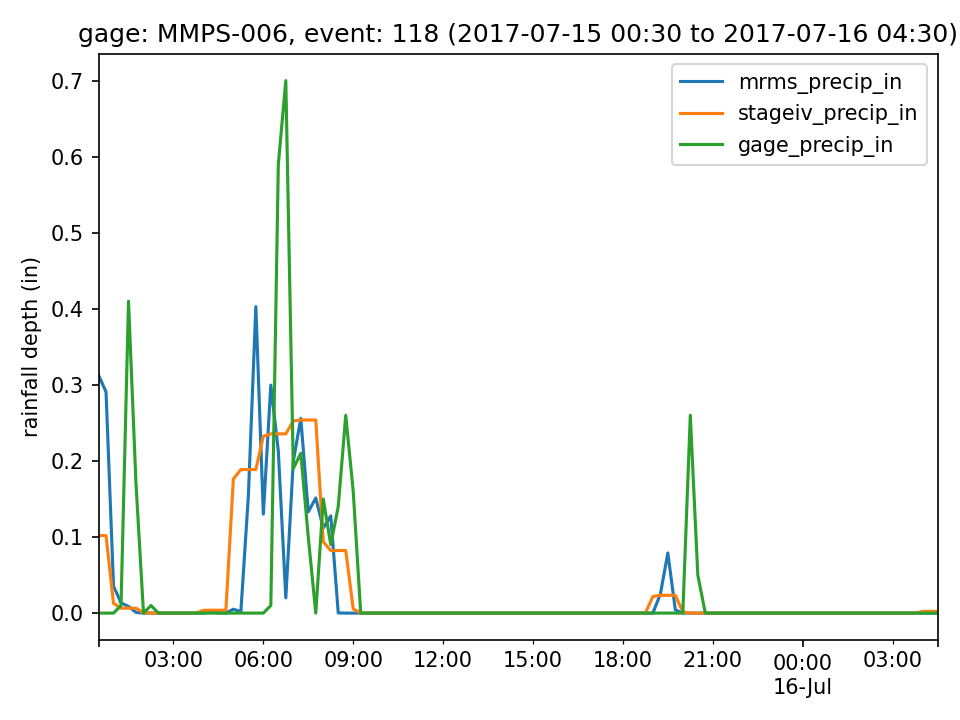 gage: MMPS-006, event: 118 (2017-07-15 00:30 to 2017-07-16 04:30)
mrms_precip_in
stageiv_precip_in
gage_precip_in
rainfall depth (in)
0.7
0.6
0.5
0.4
0.3
0.2
0.1
0.0
03:00 06:00 09:00 12:00 15:00 18:00 21:00 00:00 03:00
16-Jul